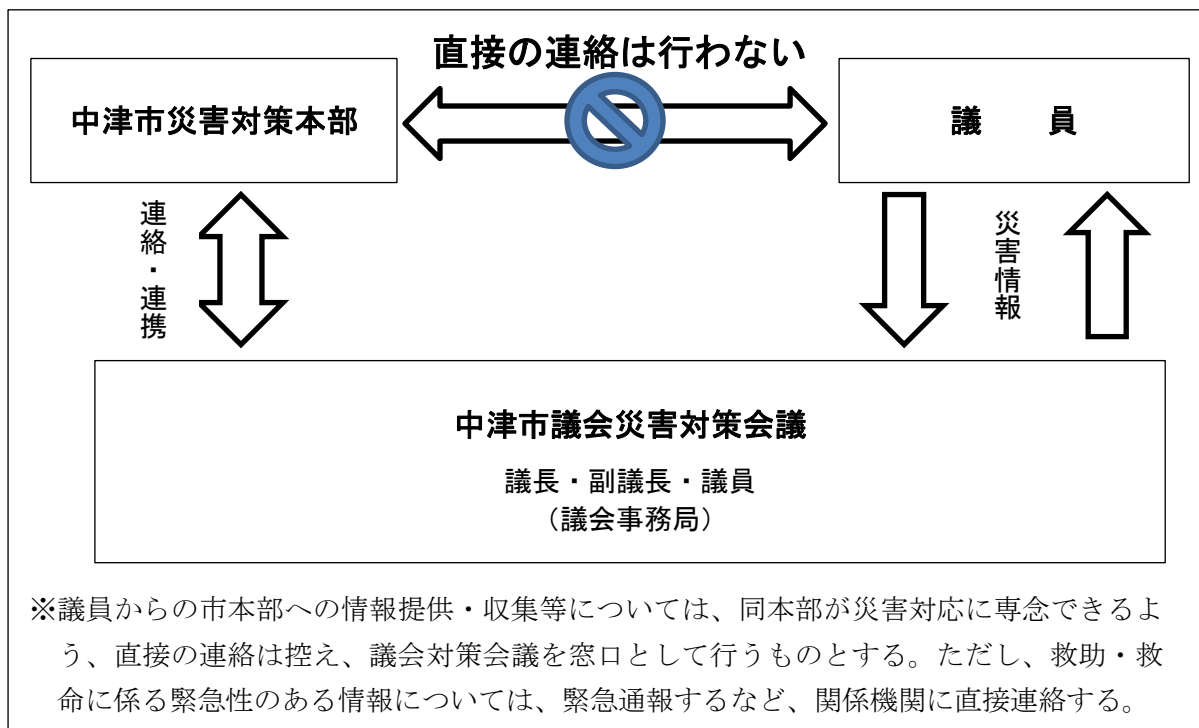 直接の連絡は行わない
中津市災害対策本部
議　　員
連絡・連携
災害情報
中津市議会災害対策会議
議長・副議長・議員
（議会事務局）
※議員からの市本部への情報提供・収集等については、同本部が災害対応に専念できるよ
う、直接の連絡は控え、議会対策会議を窓口として行うものとする。ただし、救助・救
命に係る緊急性のある情報については、緊急通報するなど、関係機関に直接連絡する。